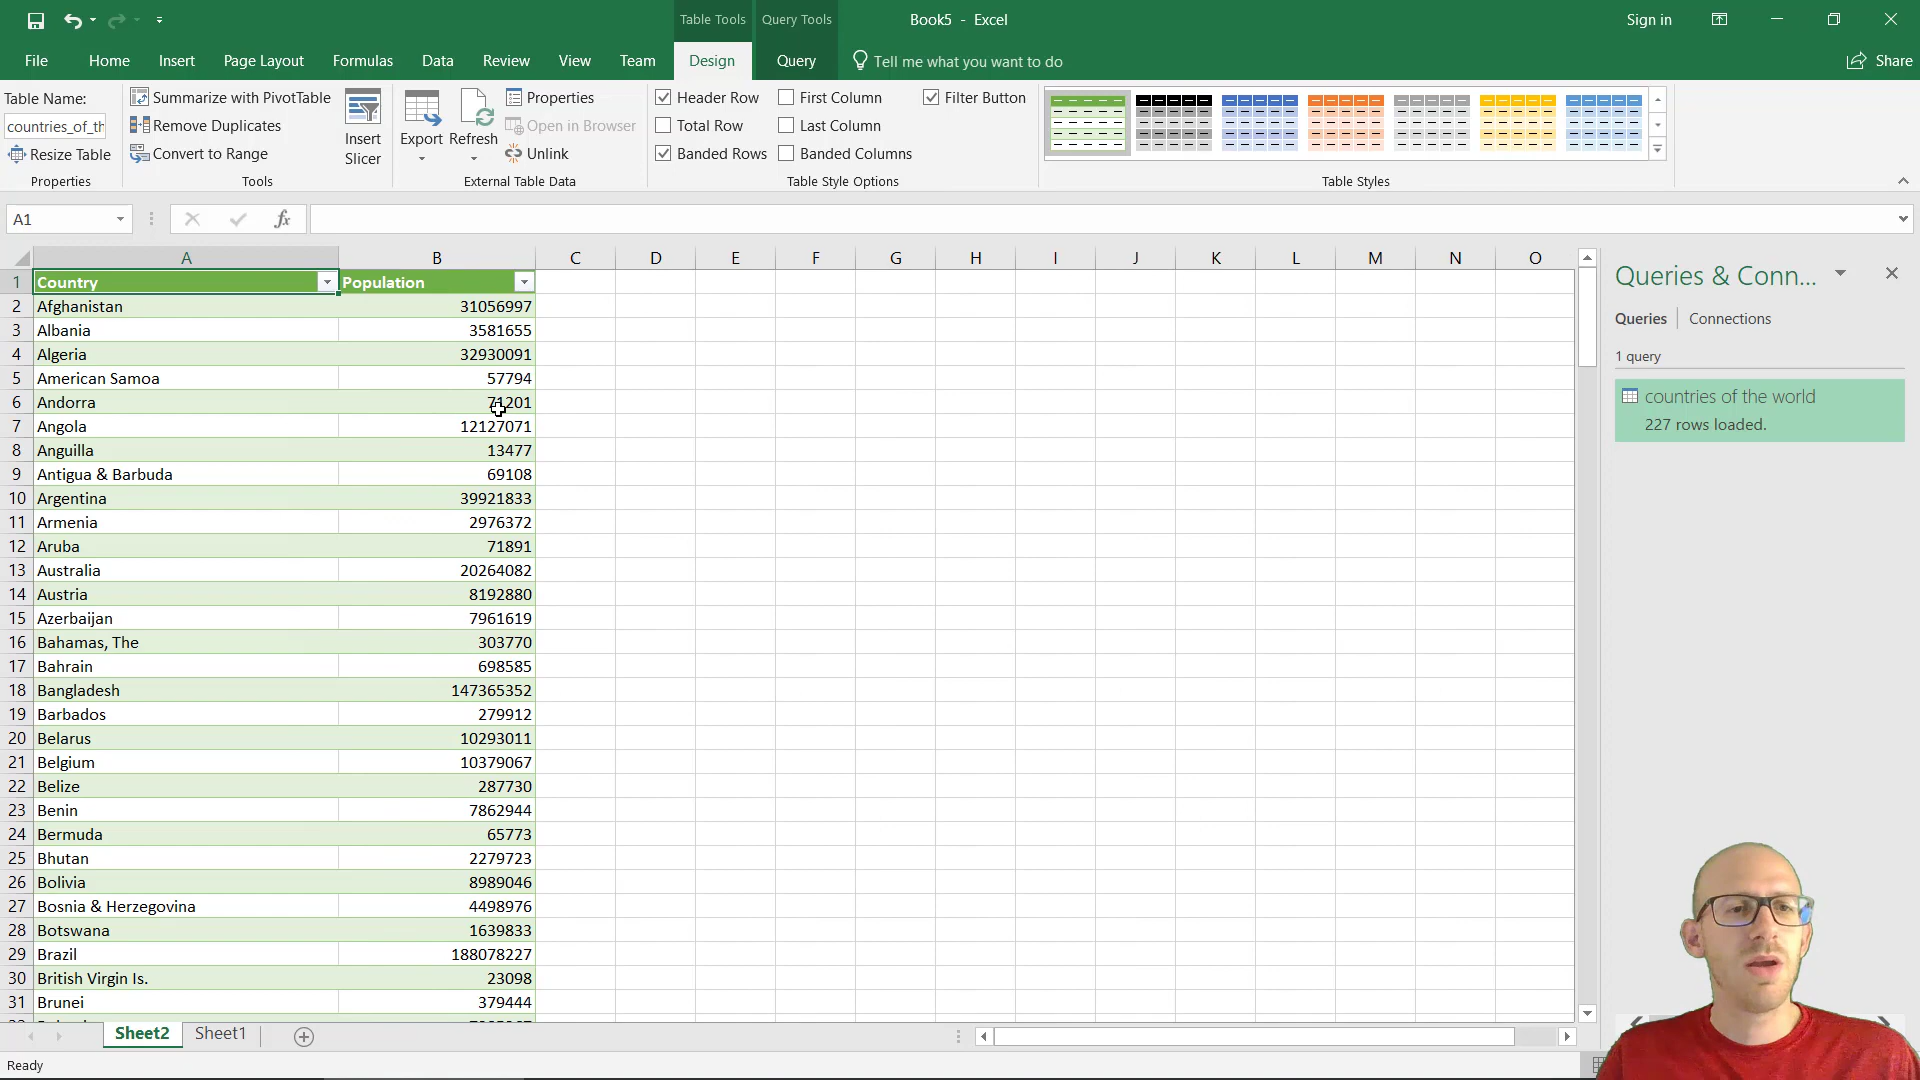 Table Tools Query Tools Book5 - Excel Sign in
File Home Insert Page Layout Formulas Data Review View Team Design Query Tell me what you want to do Share
Table Name:
countries_of_th
Resize Table
Properties
Summarize with PivotTable
Remove Duplicates
Convert to Range
Tools
Insert
Slicer
Export
Refresh
Properties
Open in Browser
Unlink
External Table Data
Header Row First Column Filter Button
Total Row Last Column
Banded Rows Banded Columns
Table Style Options
Table Styles
A1 fx
A B C D E F G H I J K L M N O
1 Country Population
2 Afghanistan 31056997
3 Albania 3581655
4 Algeria 32930091
5 American Samoa 57794
6 Andorra 71201
7 Angola 12127071
8 Anguilla 13477
9 Antigua & Barbuda 69108
10 Argentina 39921833
11 Armenia 2976372
12 Aruba 71891
13 Australia 20264082
14 Austria 8192880
15 Azerbaijan 7961619
16 Bahamas, The 303770
17 Bahrain 698585
18 Bangladesh 147365352
19 Barbados 279912
20 Belarus 10293011
21 Belgium 10379067
22 Belize 287730
23 Benin 7862944
24 Bermuda 65773
25 Bhutan 2279723
26 Bolivia 8989046
27 Bosnia & Herzegovina 4498976
28 Botswana 1639833
29 Brazil 188078227
30 British Virgin Is. 23098
31 Brunei 379444
Queries & Conn...
Queries Connections
1 query
countries of the world
227 rows loaded.
Sheet2 Sheet1
Ready